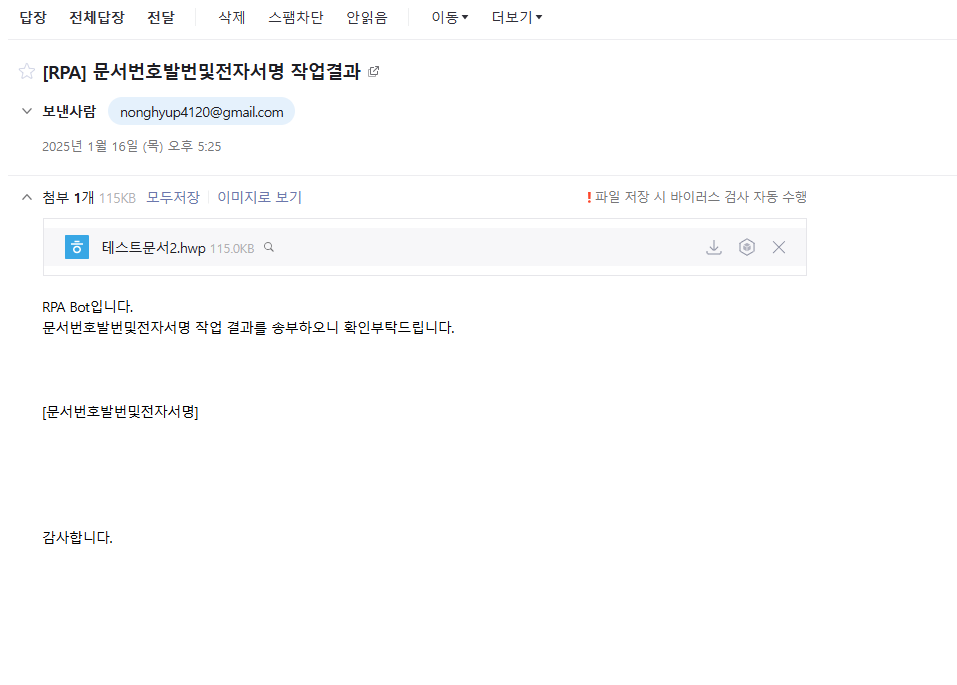 답장 전체답장 전달 삭제 스팸차단 안읽음 이동▼ 더보기▼
[RPA] 문서번호발번및전자서명 작업결과
보낸사람 nonghyup4120@gmail.com
2025년 1월 16일 (목) 오후 5:25
첨부 1개 115KB 모두저장 이미지로 보기 ! 파일 저장 시 바이러스 검사 자동 수행
ㅎ 테스트문서2.hwp 115.0KB
RPA Bot입니다.
문서번호발번및전자서명 작업 결과를 송부하오니 확인부탁드립니다.
[문서번호발번및전자서명]
감사합니다.